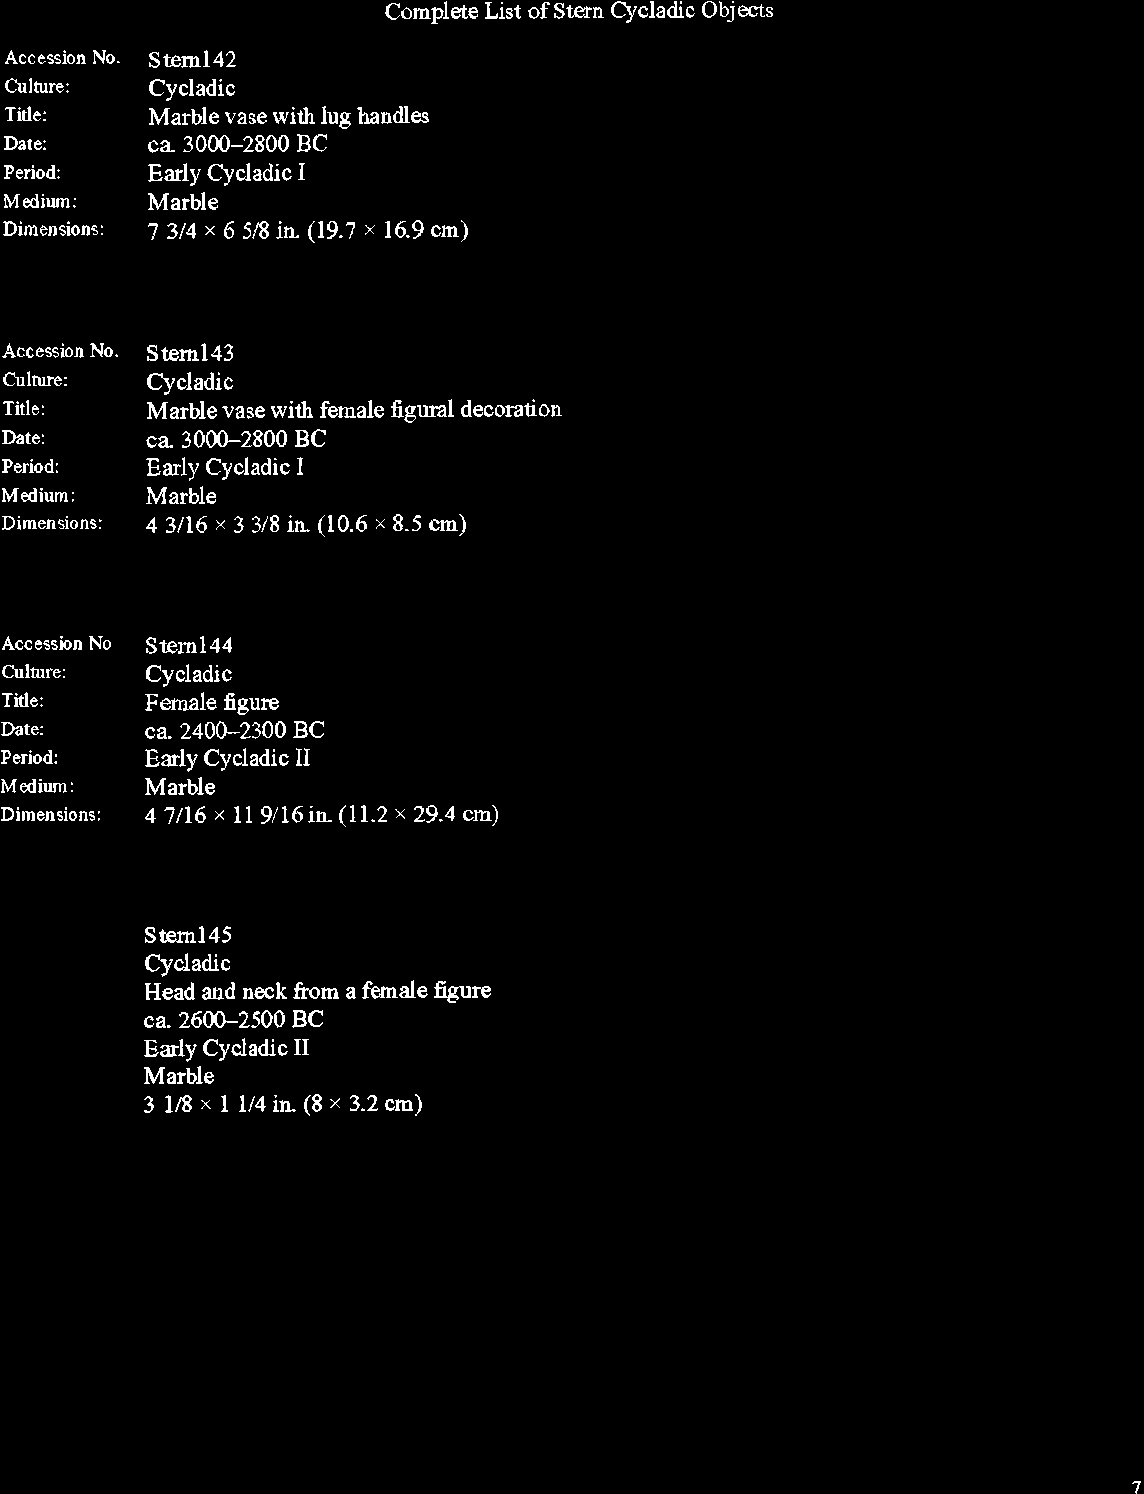 Complete List of Stern Cycladic Objects
Accession No. Stern142
Culture: Cycladic
Title: Marble vase with lug handles
Date: ca. 3000–2800 BC
Period: Early Cycladic I
Medium: Marble
Dimensions: 7 3/4 × 6 5/8 in. (19.7 × 16.9 cm)
Accession No. Stern143
Culture: Cycladic
Title: Marble vase with female figural decoration
Date: ca. 3000–2800 BC
Period: Early Cycladic I
Medium: Marble
Dimensions: 4 3/16 × 3 3/8 in. (10.6 × 8.5 cm)
Accession No Stern144
Culture: Cycladic
Title: Female figure
Date: ca. 2400–2300 BC
Period: Early Cycladic II
Medium: Marble
Dimensions: 4 7/16 × 11 9/16 in. (11.2 × 29.4 cm)
Stern145
Cycladic
Head and neck from a female figure
ca. 2600–2500 BC
Early Cycladic II
Marble
3 1/8 × 1 1/4 in. (8 × 3.2 cm)
7